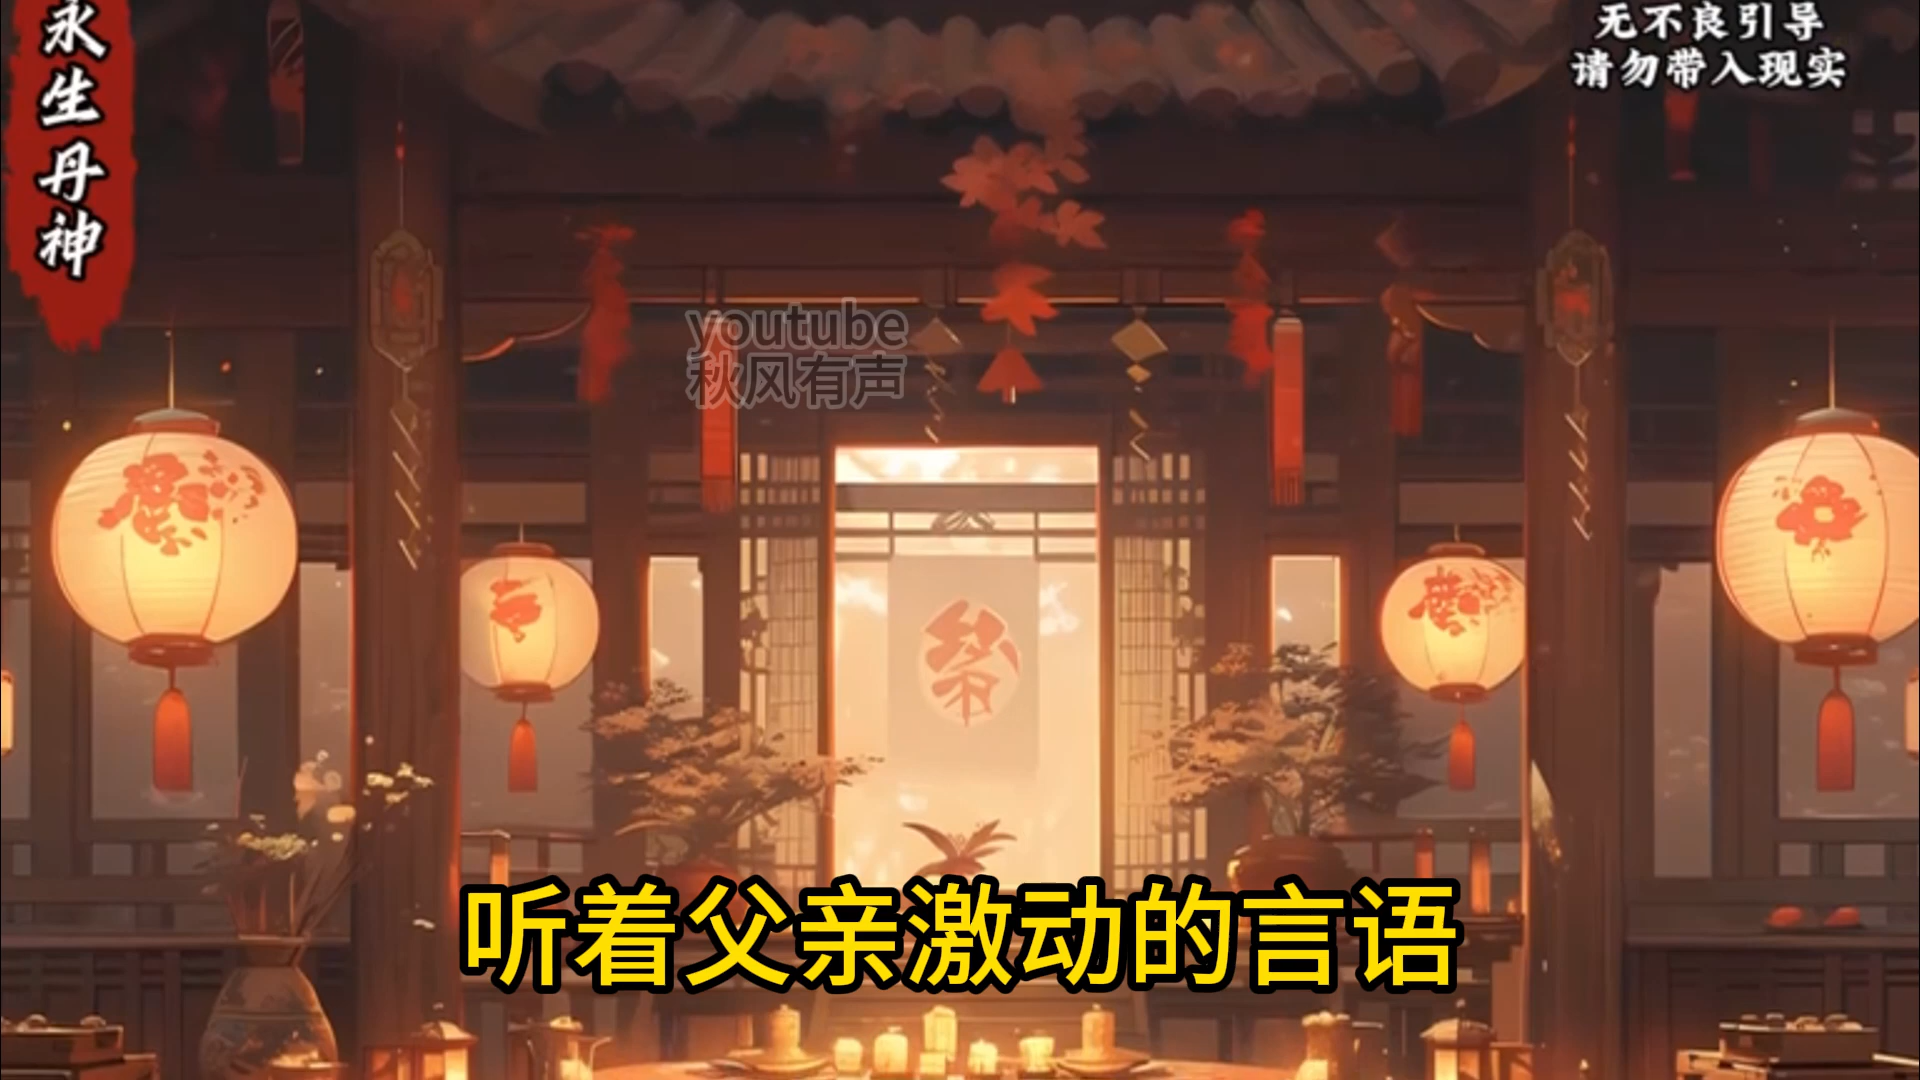 永生丹神
无不良引导
请勿带入现实
youtube
秋风有声
听着父亲激动的言语